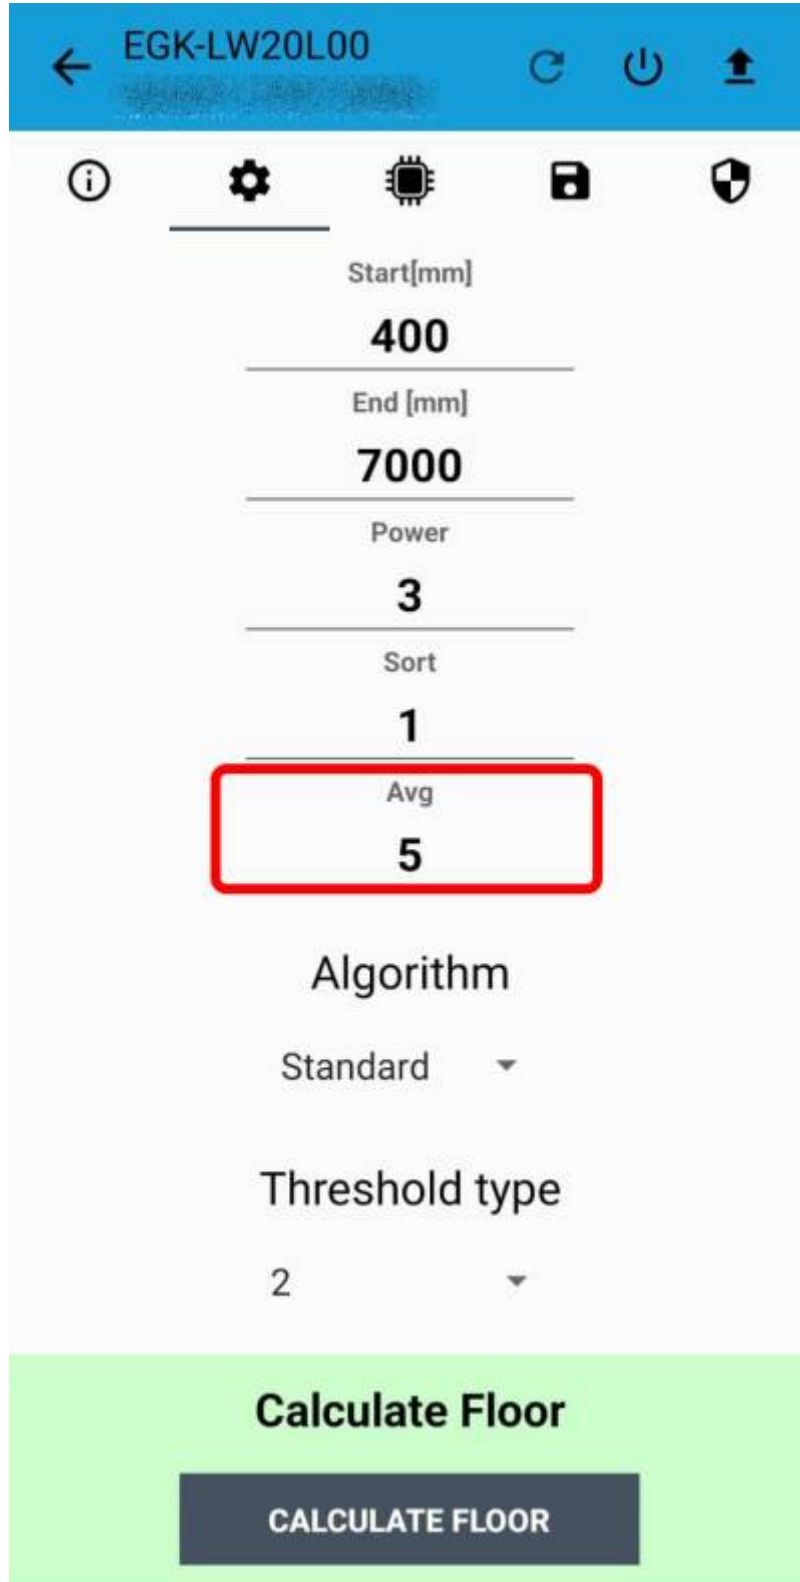 EGK-LW20L00
Start[mm]
400
End [mm]
7000
Power
3
Sort
1
Avg
5
Algorithm
Standard
Threshold type
2
Calculate Floor
CALCULATE FLOOR